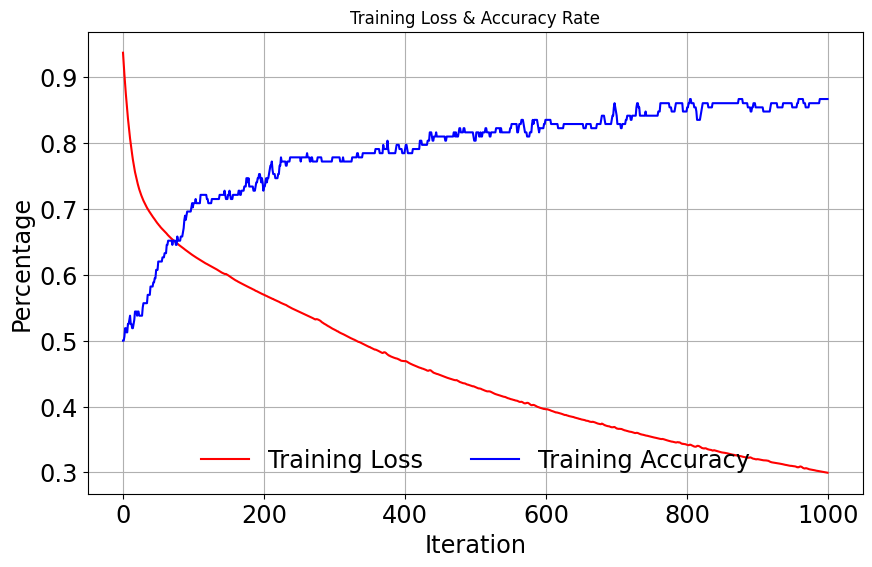 Training Loss & Accuracy Rate
Percentage
0.9
0.8
0.7
0.6
0.5
0.4
0.3
Training Loss
Training Accuracy
0 200 400 600 800 1000
Iteration